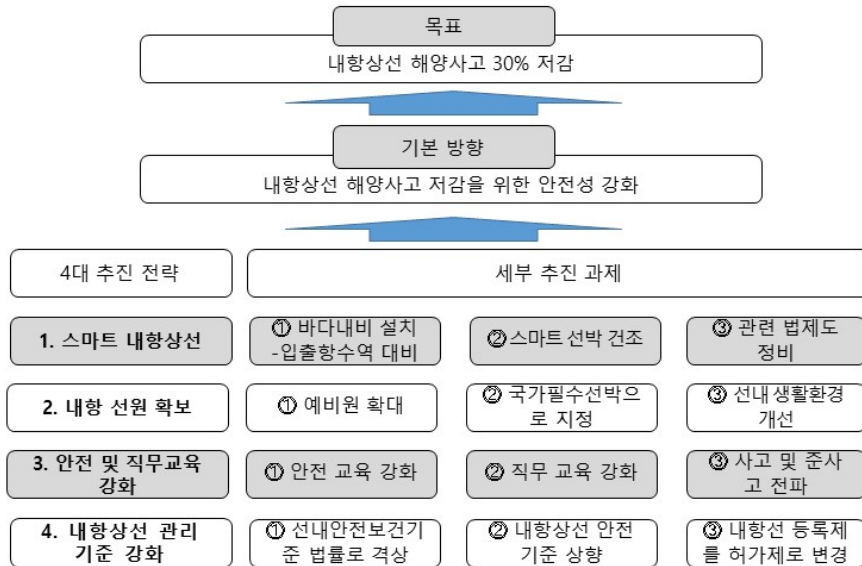 목표
내항상선 해양사고 30% 저감
기본 방향
내항상선 해양사고 저감을 위한 안전성 강화
4대 추진 전략
세부 추진 과제
1. 스마트 내항상선
① 바다내비 설치
-입출항수역 대비
② 스마트 선박 건조
③ 관련 법제도
정비
2. 내항 선원 확보
① 예비원 확대
② 국가필수선박으
로 지정
③ 선내 생활환경
개선
3. 안전 및 직무교육
강화
① 안전 교육 강화
② 직무 교육 강화
③ 사고 및 준사
고 전파
4. 내항상선 관리
기준 강화
① 선내안전보건기
준 법률로 격상
② 내항상선 안전
기준 상향
③ 내항선 등록제
를 허가제로 변경